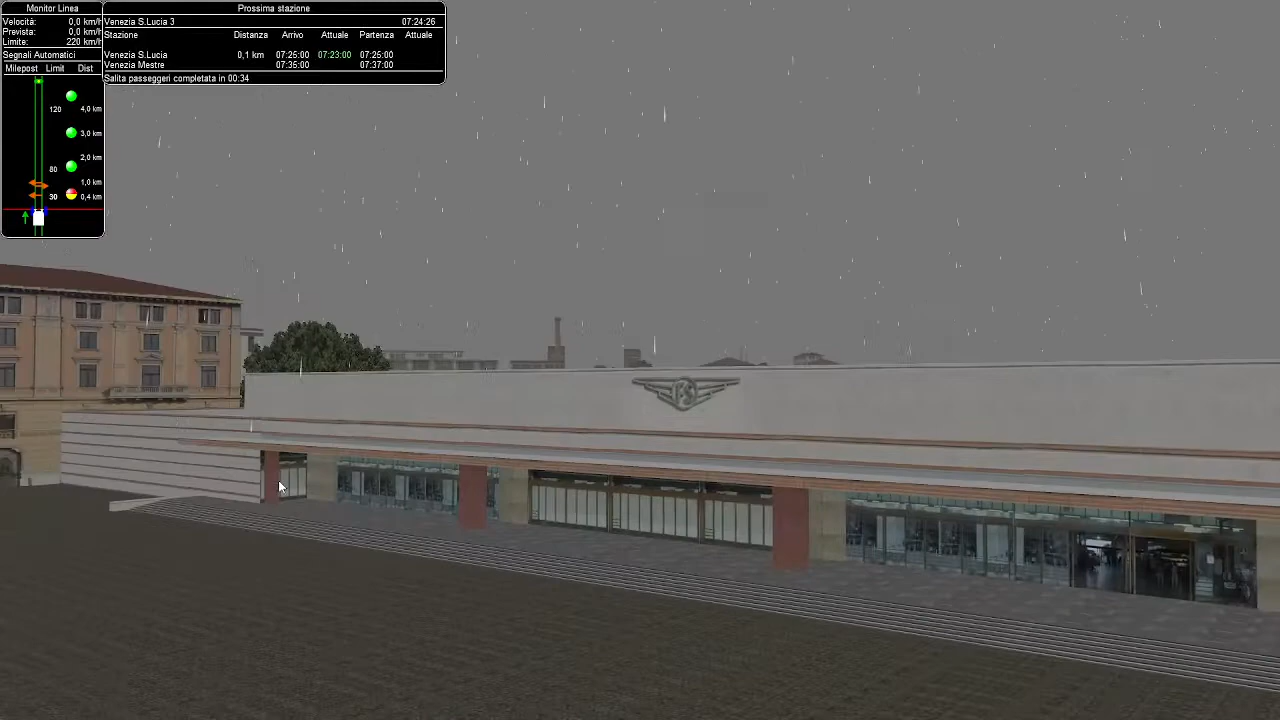 Monitor Linea
Velocità: 0,0 km/h
Prevista: 0,0 km/h
Limite: 220 km/h
Segnali Automatici
Milepost Limit Dist
120 4,0 km
3,0 km
2,0 km
80
1,0 km
30 0,4 km
Prossima stazione
Venezia S.Lucia 3 07:24:26
Stazione Distanza Arrivo Attuale Partenza Attuale
Venezia S.Lucia 0,1 km 07:25:00 07:23:00 07:25:00
Venezia Mestre 07:35:00 07:37:00
Salita passeggeri completata in 00:34
FS